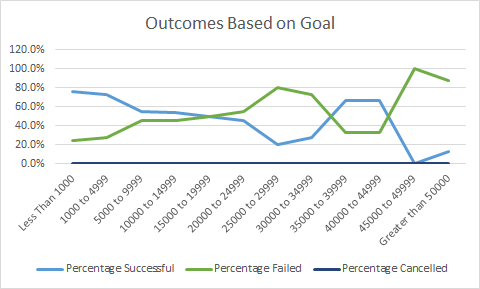 Outcomes Based on Goal
120.0%
100.0%
80.0%
60.0%
40.0%
20.0%
0.0%
Less Than 1000
1000 to 4999
5000 to 9999
10000 to 14999
15000 to 19999
20000 to 24999
25000 to 29999
30000 to 34999
35000 to 39999
40000 to 44999
45000 to 49999
Greater than 50000
Percentage Successful
Percentage Failed
Percentage Cancelled